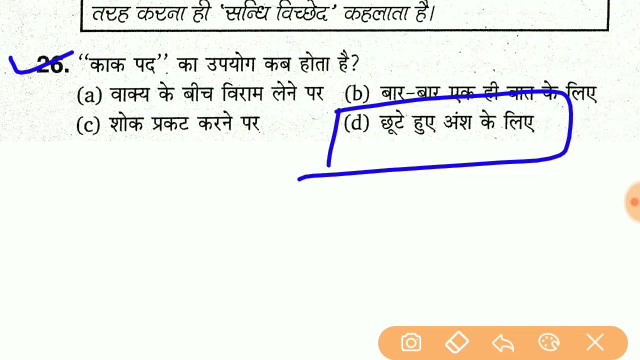 तरह करना ही 'सन्धि विच्छेद' कहलाता है।
26. "काक पद" का उपयोग कब होता है?
(a) वाक्य के बीच विराम लेने पर (b) बार-बार एक ही बात के लिए
(c) शोक प्रकट करने पर (d) छूटे हुए अंश के लिए